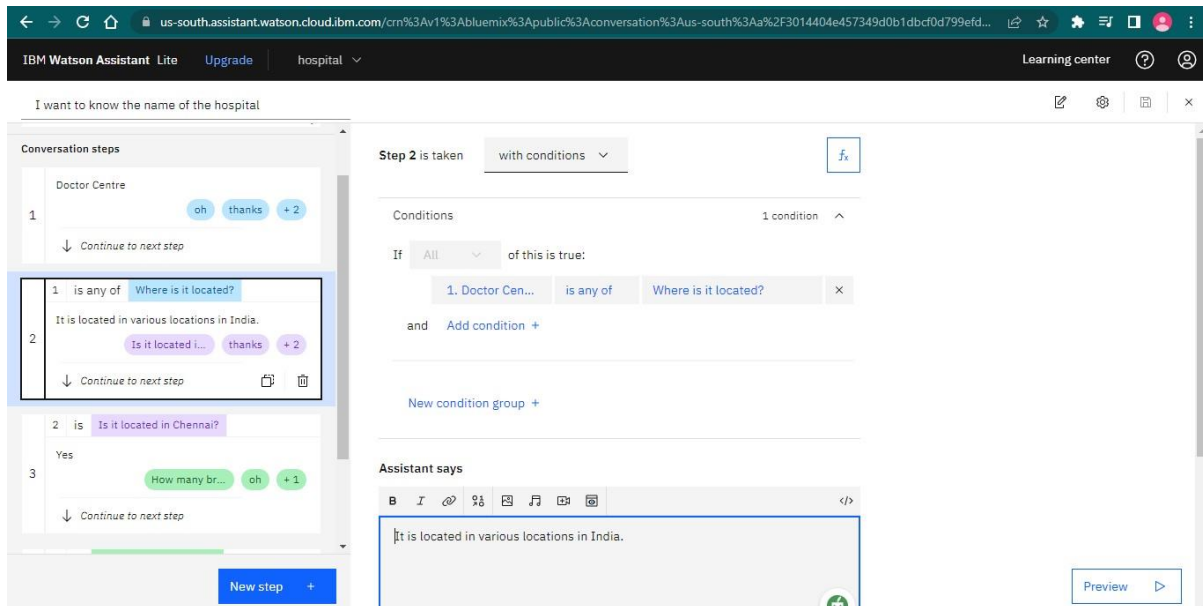 us-south.assistant.watson.cloud.ibm.com/crn%3Av1%3Abluemix%3Apublic%3Aconversation%3Aus-south%3Aa%2F3014404e457349d0b1dbcf0d799efd...
IBM Watson Assistant Lite Upgrade hospital Learning center
I want to know the name of the hospital
Conversation steps
Doctor Centre
1
oh thanks + 2
Continue to next step
1 is any of Where is it located?
It is located in various locations in India.
2
Is it located i... thanks + 2
Continue to next step
2 is Is it located in Chennai?
Yes
3
How many br... oh + 1
Continue to next step
New step +
Step 2 is taken with conditions fx
Conditions 1 condition
If All of this is true:
1. Doctor Cen... is any of Where is it located? ×
and Add condition +
New condition group +
Assistant says
B I </>
It is located in various locations in India.
Preview